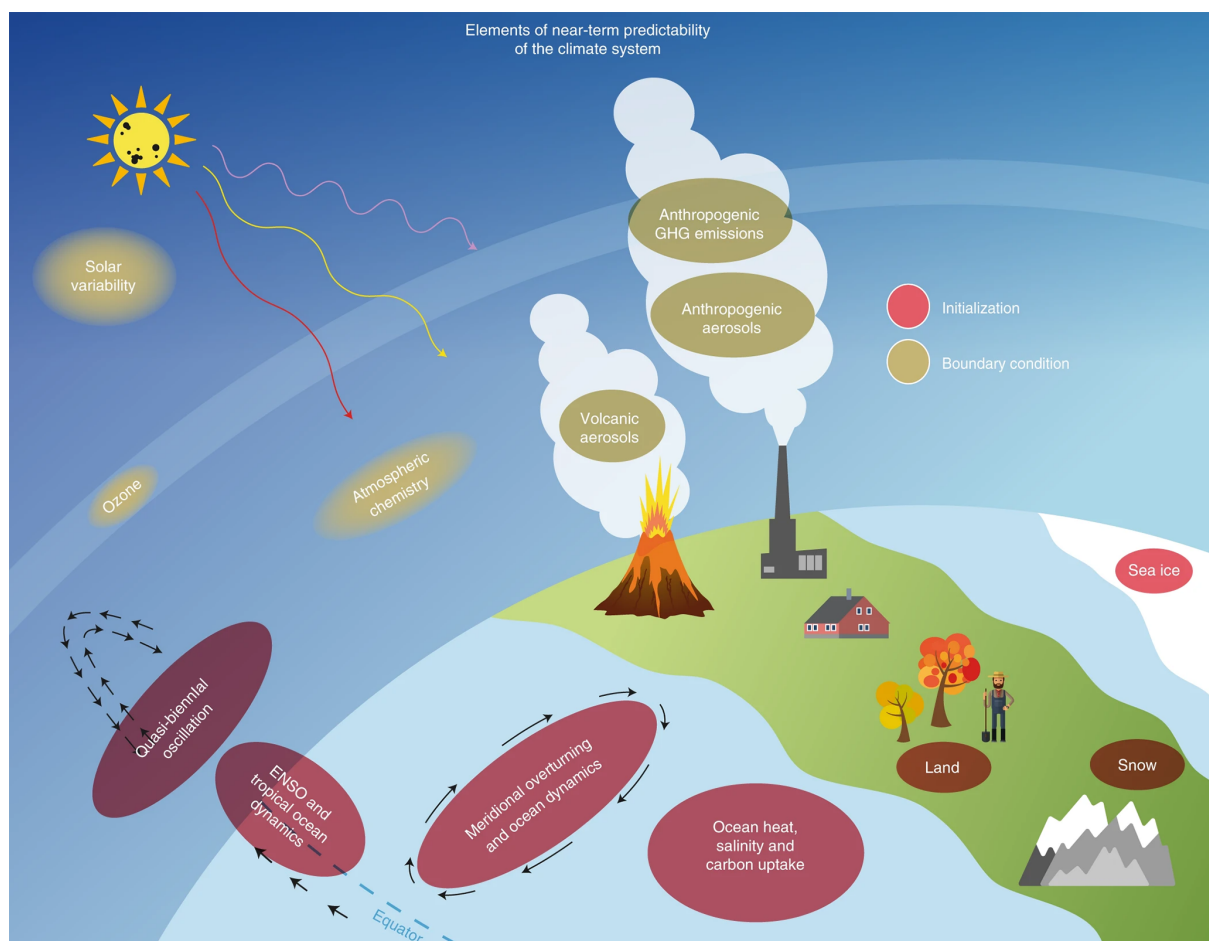 Elements of near-term predictability
of the climate system
Solar
variability
Anthropogenic
GHG emissions
Anthropogenic
aerosols
Initialization
Boundary condition
Volcanic
aerosols
Ozone
Atmospheric
chemistry
Sea ice
Quasi-biennlal
oscillation
ENSO and
tropical ocean
dynamics
Meridional overturning
and ocean dynamics
Ocean heat,
salinity and
carbon uptake
Land
Snow
Equator